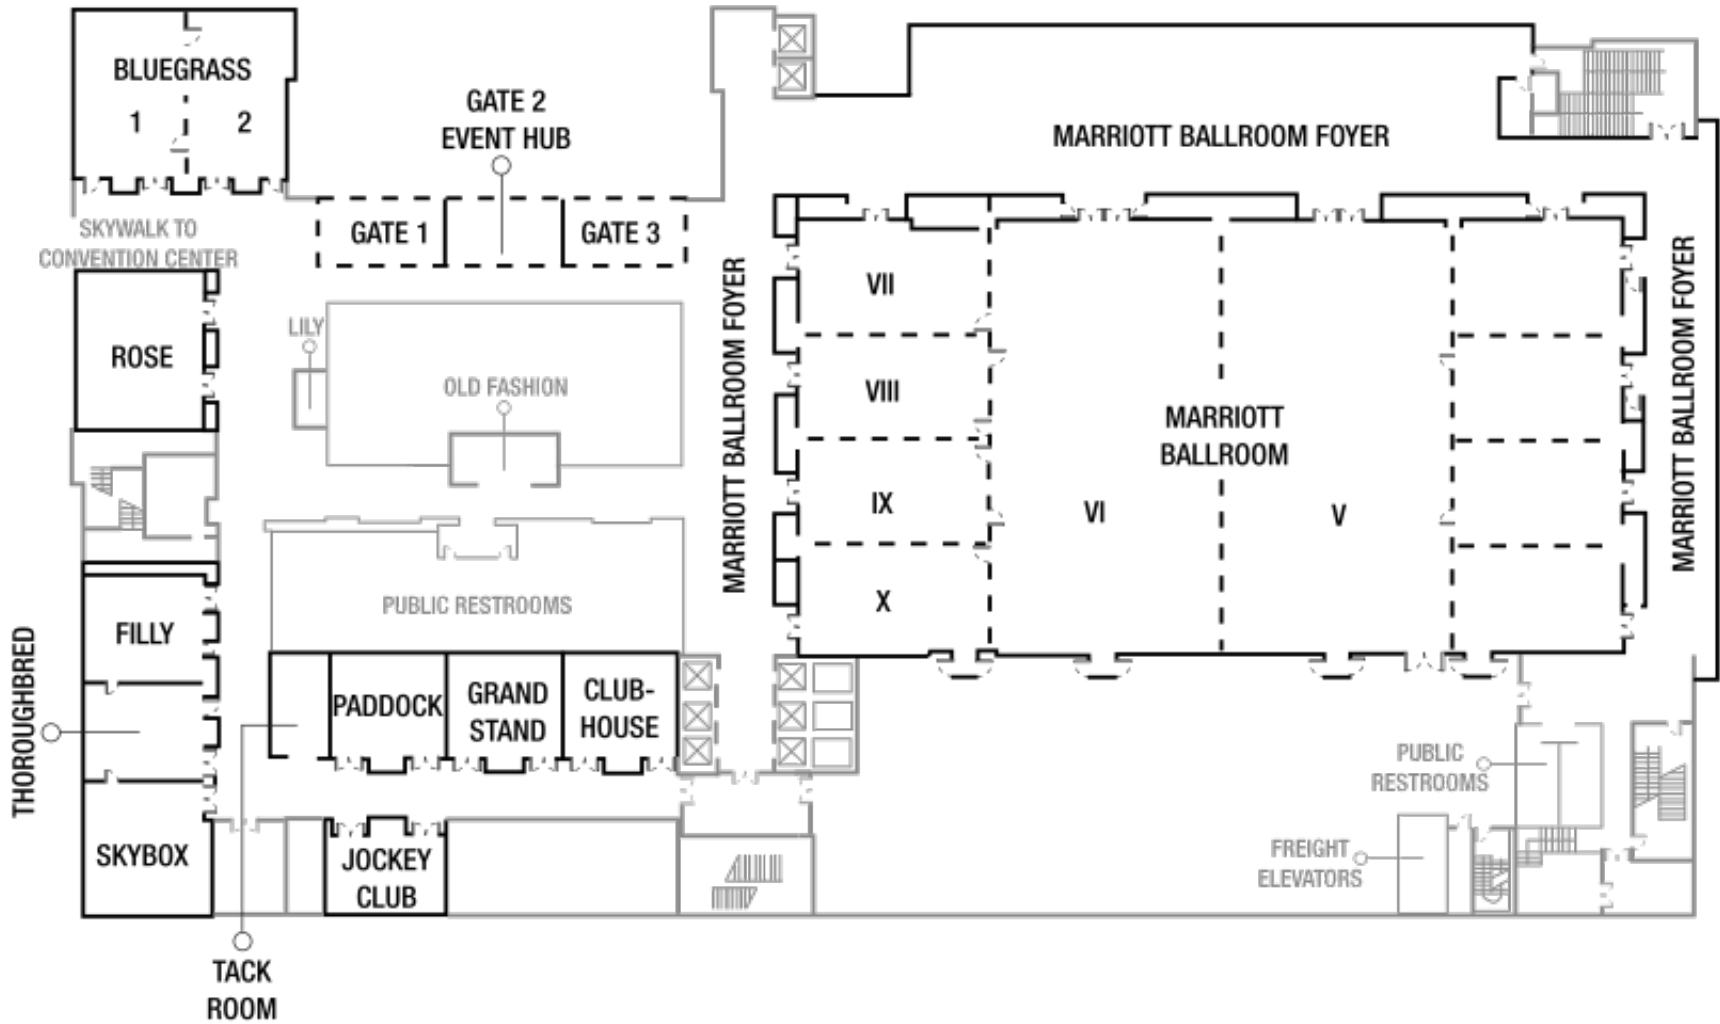 BLUEGRASS
1
2
GATE 2
EVENT HUB
MARRIOTT BALLROOM FOYER
SKYWALK TO
CONVENTION CENTER
GATE 1
GATE 3
MARRIOTT BALLROOM FOYER
MARRIOTT BALLROOM FOYER
VII
LILY
ROSE
OLD FASHION
VIII
MARRIOTT
BALLROOM
IX
VI
V
X
PUBLIC RESTROOMS
FILLY
THOROUGHBRED
PADDOCK
GRAND
STAND
CLUB-
HOUSE
PUBLIC
RESTROOMS
SKYBOX
JOCKEY
CLUB
FREIGHT
ELEVATORS
TACK
ROOM